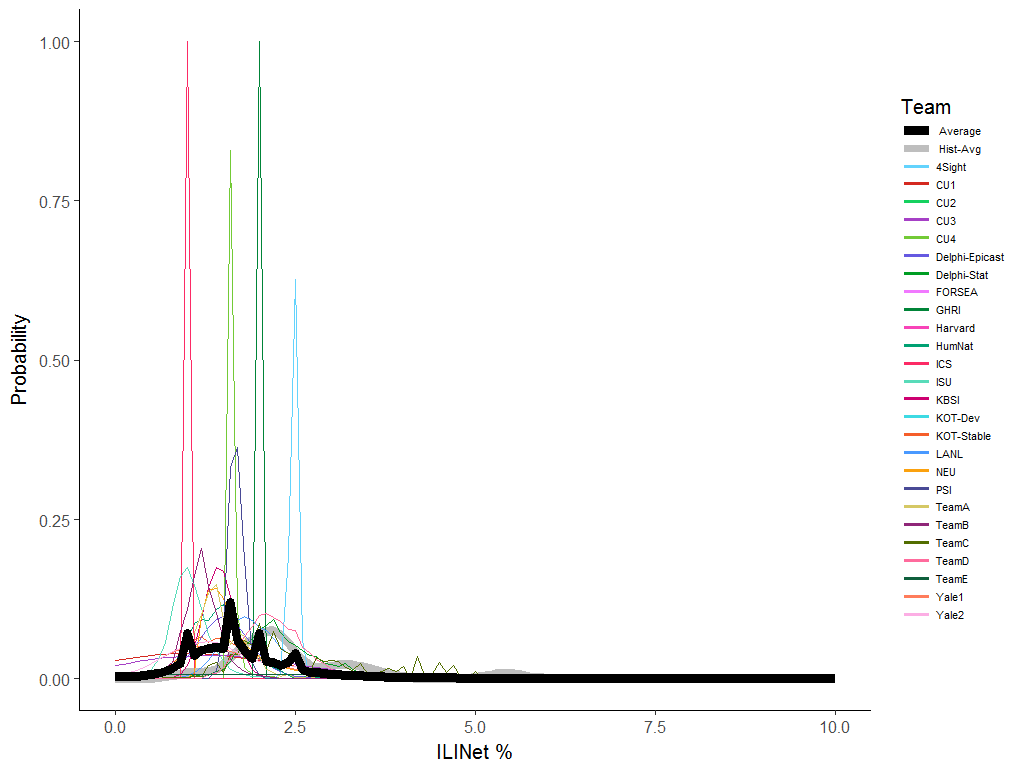 1.00
0.75
0.50
0.25
0.00
Probability
0.0
2.5
5.0
7.5
10.0
ILINet %
Team
Average
Hist-Avg
4Sight
CU1
CU2
CU3
CU4
Delphi-Epicast
Delphi-Stat
FORSEA
GHRI
Harvard
HumNat
ICS
ISU
KBSI
KOT-Dev
KOT-Stable
LANL
NEU
PSI
TeamA
TeamB
TeamC
TeamD
TeamE
Yale1
Yale2